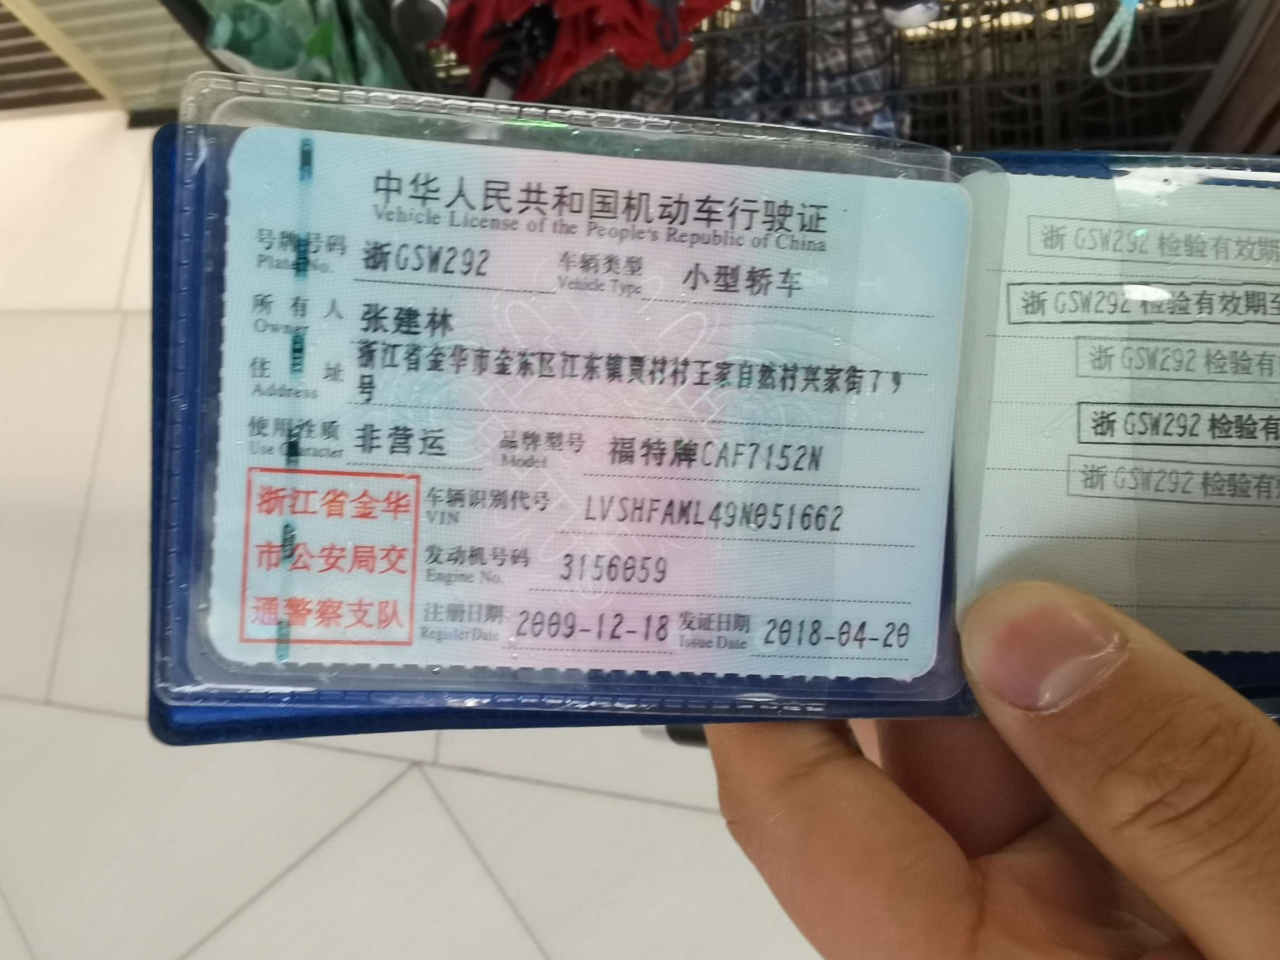 中华人民共和国机动车行驶证
Vehicle License of the People's Republic of China
号牌号码 浙GSW292 车辆类型 小型轿车
Plate No. Vehicle Type
所有人 张建林
Owner
住址 浙江省金华市金东区江东镇贾村村王家自然村兴家街79
Address 号
使用性质 非营运 品牌型号 福特牌CAF7152N
Use Character Model
浙江省金华
市公安局交
通警察支队
车辆识别代号 LVSHFAML49N051662
VIN
发动机号码 3156059
Engine No.
注册日期 2009-12-18 发证日期 2018-04-20
Register Date Issue Date
浙GSW292 检验有效期
浙GSW292 检验有效期至
浙GSW292 检验有
浙GSW292 检验有
浙GSW292 检验有